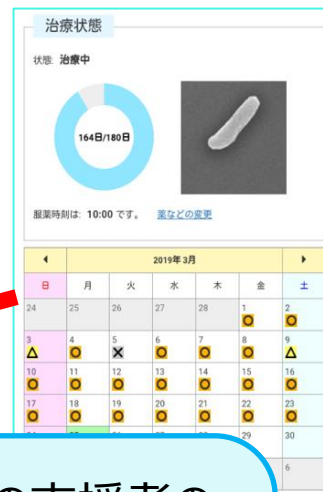 治療状態
状態: 治療中
164日/180日
服薬時刻は: 10:00 です。 薬などの変更
2019年 3月
日 月 火 水 木 金 土
24 25 26 27 28 1 2
3 4 5 6 7 8 9
10 11 12 13 14 15 16
17 18 19 20 21 22 23
29 30
6
の支援者の